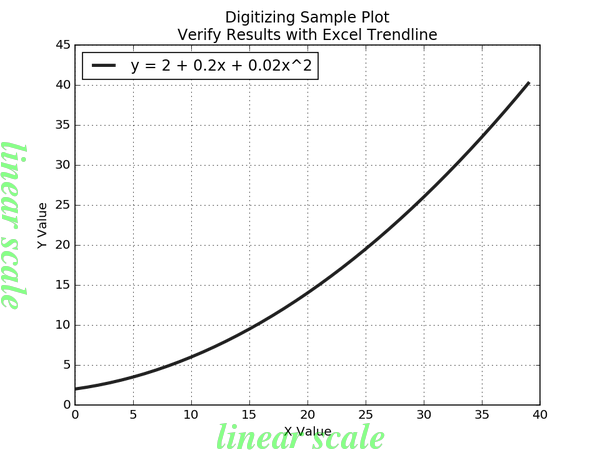 Digitizing Sample Plot
Verify Results with Excel Trendline
y = 2 + 0.2x + 0.02x^2
45
40
35
30
25
20
15
10
5
0
Y Value
linear scale
0 5 10 15 20 25 30 35 40
X Value
linear scale